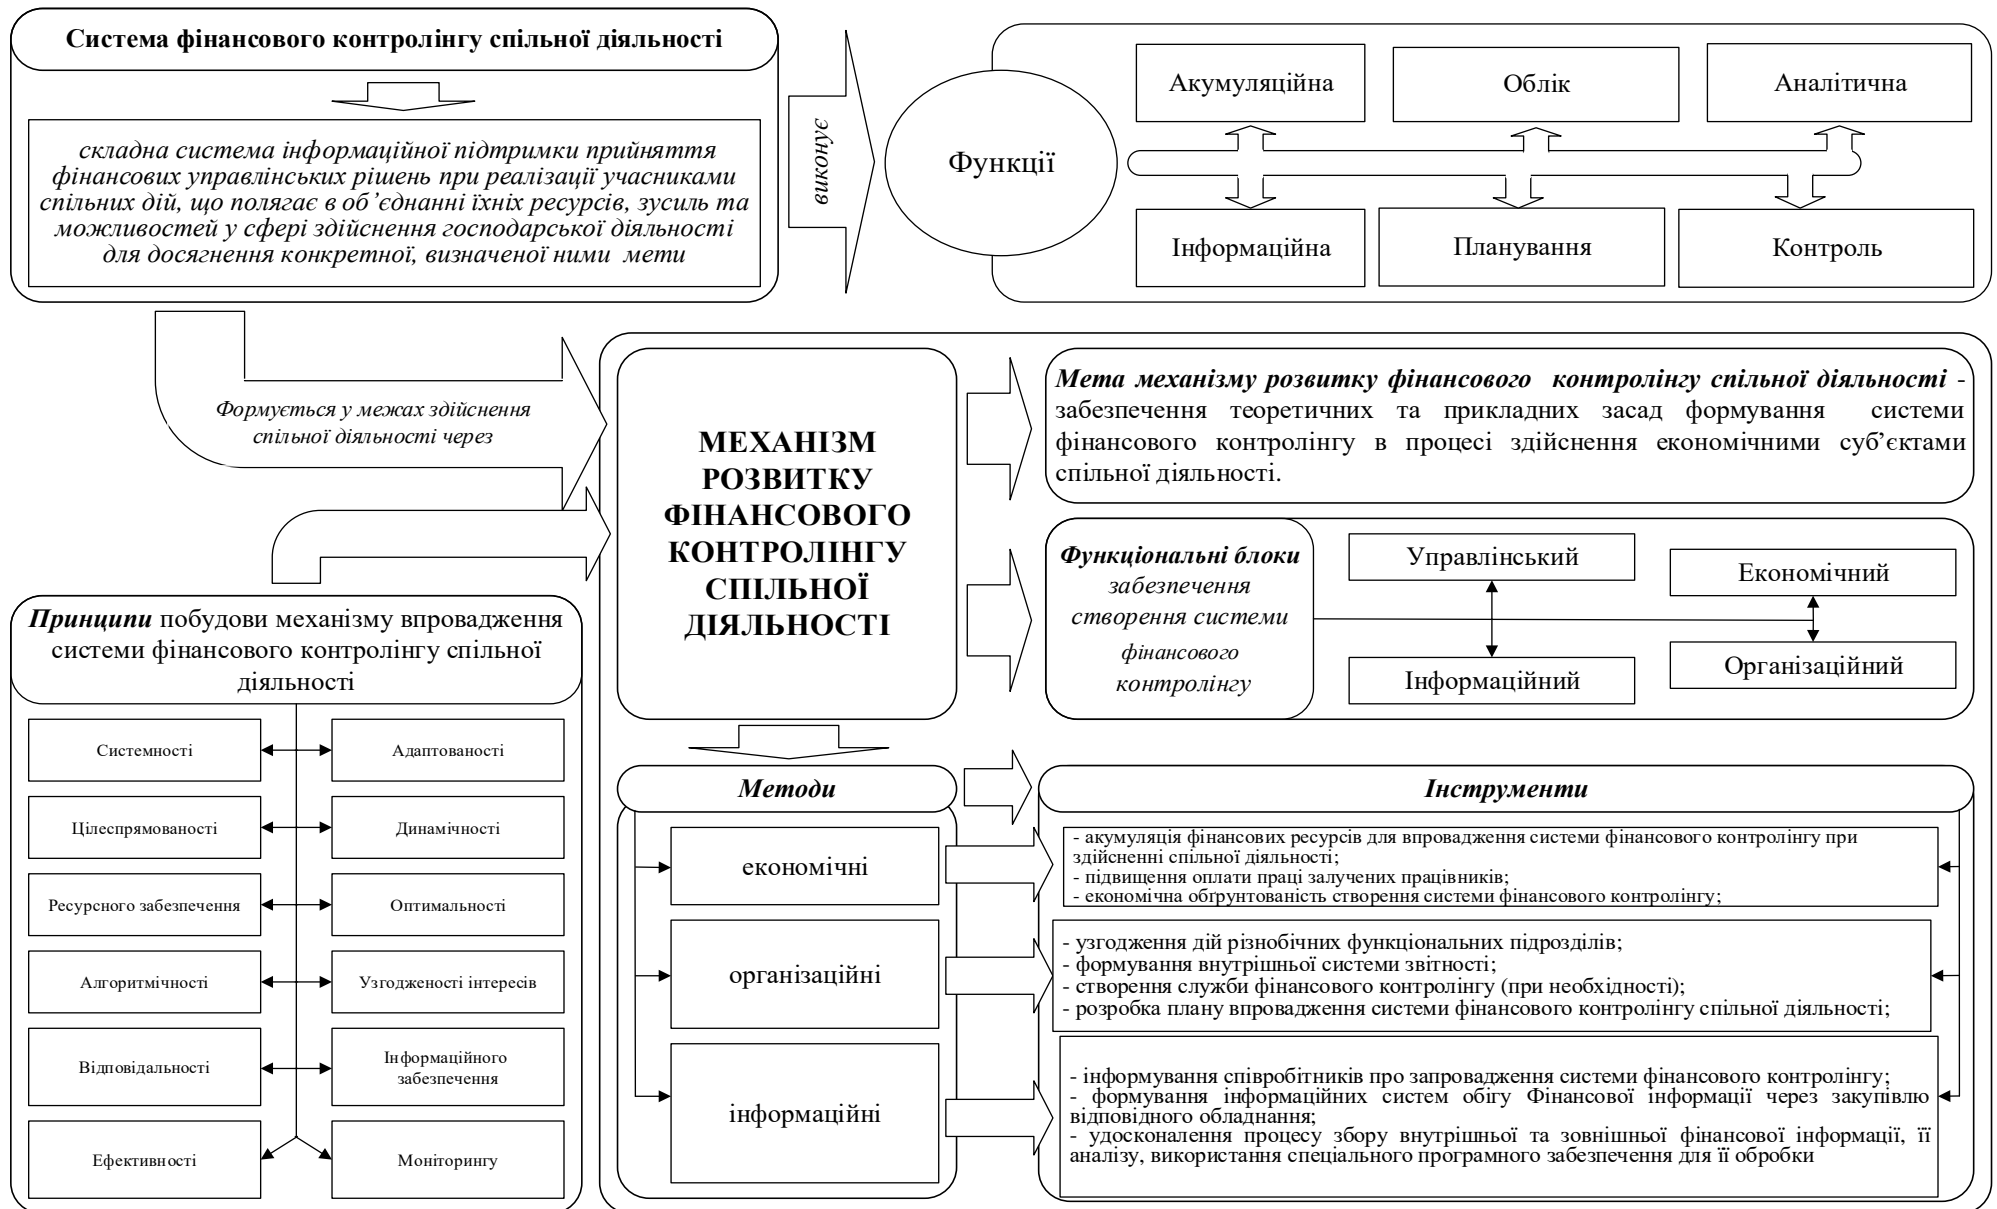 Система фінансового контролінгу спільної діяльності
складна система інформаційної підтримки прийняття
фінансових управлінських рішень при реалізації учасниками
спільних дій, що полягає в об’єднанні їхніх ресурсів, зусиль та
можливостей у сфері здійснення господарської діяльності
для досягнення конкретної, визначеної ними мети
виконує
Функції
Акумуляційна
Облік
Аналітична
Інформаційна
Планування
Контроль
Формується у межах здійснення
спільної діяльності через
МЕХАНІЗМ
РОЗВИТКУ
ФІНАНСОВОГО
КОНТРОЛІНГУ
СПІЛЬНОЇ
ДІЯЛЬНОСТІ
Мета механізму розвитку фінансового контролінгу спільної діяльності -
забезпечення теоретичних та прикладних засад формування системи
фінансового контролінгу в процесі здійснення економічними суб’єктами
спільної діяльності.
Функціональні блоки
забезпечення
створення системи
фінансового
контролінгу
Управлінський
Економічний
Інформаційний
Організаційний
Принципи побудови механізму впровадження
системи фінансового контролінгу спільної
діяльності
Системності
Адаптованості
Цілеспрямованості
Динамічності
Ресурсного забезпечення
Оптимальності
Алгоритмічності
Узгодженості інтересів
Відповідальності
Інформаційного
забезпечення
Ефективності
Моніторингу
Методи
економічні
організаційні
інформаційні
Інструменти
- акумуляція фінансових ресурсів для впровадження системи фінансового контролінгу при
здійсненні спільної діяльності;
- підвищення оплати праці залучених працівників;
- економічна обґрунтованість створення системи фінансового контролінгу;
- узгодження дій різнобічних функціональних підрозділів;
- формування внутрішньої системи звітності;
- створення служби фінансового контролінгу (при необхідності);
- розробка плану впровадження системи фінансового контролінгу спільної діяльності;
- інформування співробітників про запровадження системи фінансового контролінгу;
- формування інформаційних систем обігу Фінансової інформації через закупівлю
відповідного обладнання;
- удосконалення процесу збору внутрішньої та зовнішньої фінансової інформації, її
аналізу, використання спеціального програмного забезпечення для її обробки